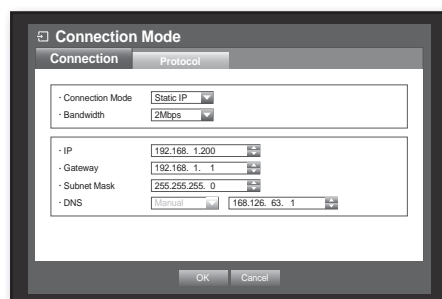 Connection Mode
Connection Protocol
· Connection Mode Static IP
· Bandwidth 2Mbps
· IP 192.168. 1.200
· Gateway 192.168. 1. 1
· Subnet Mask 255.255.255. 0
· DNS Manual 168.126. 63. 1
OK Cancel